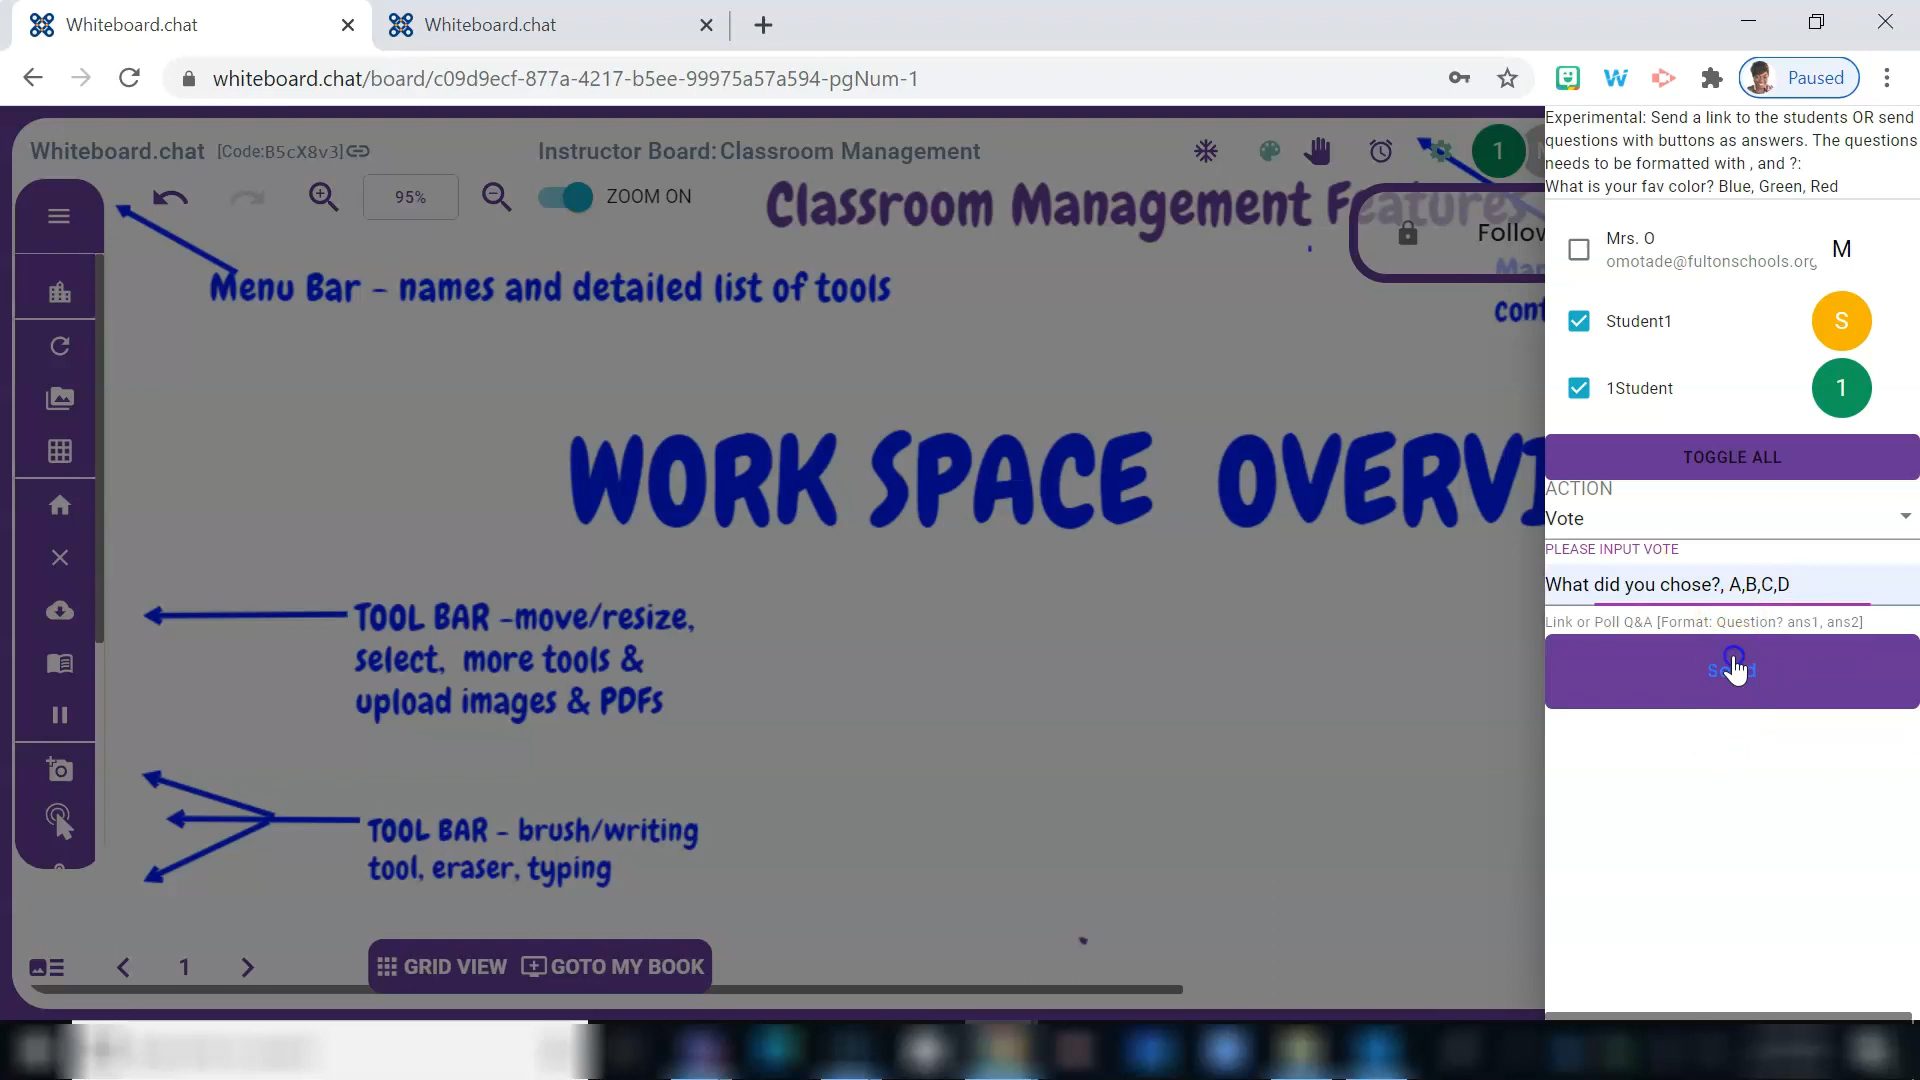 Whiteboard.chat
Whiteboard.chat
whiteboard.chat/board/c09d9ecf-877a-4217-b5ee-99975a57a594-pgNum-1
Paused
Whiteboard.chat [Code:B5cX8v3]
Instructor Board: Classroom Management
1
95%
ZOOM ON
Classroom Management Features
Follow
Menu Bar - names and detailed list of tools
WORK SPACE OVERVI
TOOL BAR -move/resize,
select, more tools &
upload images & PDFs
TOOL BAR - brush/writing
tool, eraser, typing
1
GRID VIEW
GOTO MY BOOK
Experimental: Send a link to the students OR send
questions with buttons as answers. The questions
needs to be formatted with , and ?:
What is your fav color? Blue, Green, Red
Mrs. O
omotade@fultonschools.org
M
Student1
S
1Student
1
TOGGLE ALL
ACTION
Vote
PLEASE INPUT VOTE
What did you chose?, A,B,C,D
Link or Poll Q&A [Format: Question? ans1, ans2]
Send